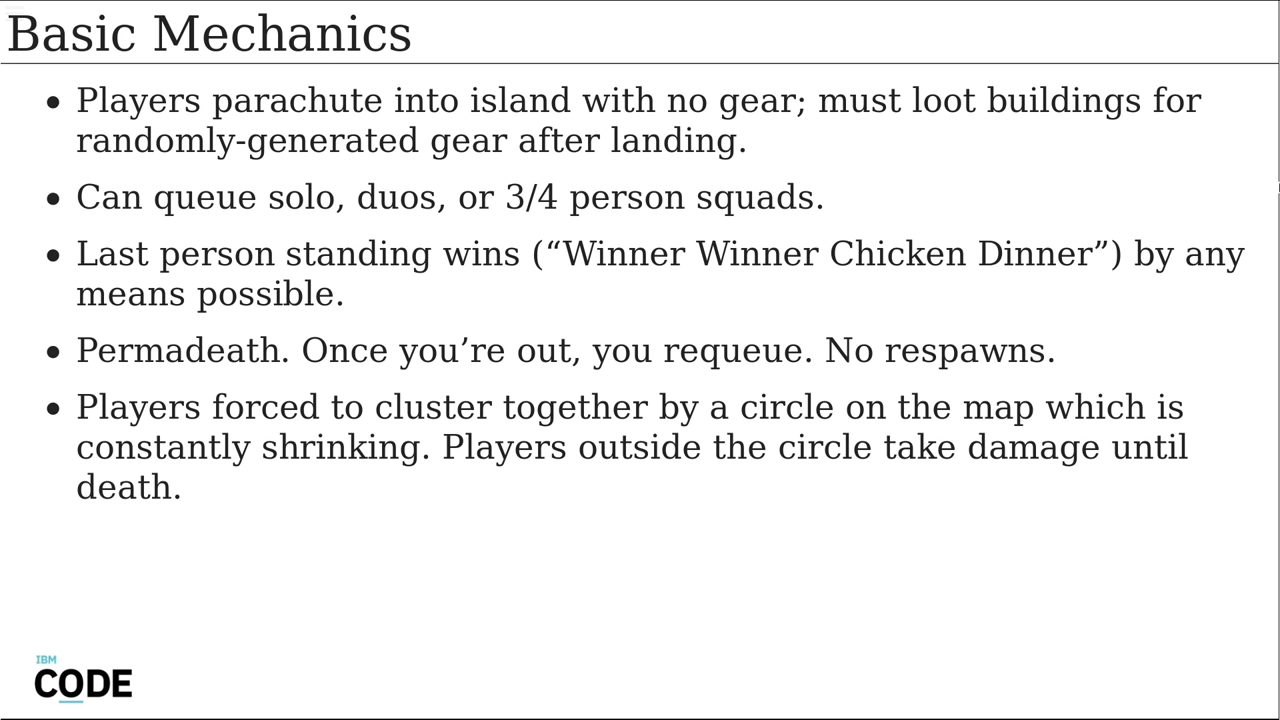 Basic Mechanics
• Players parachute into island with no gear; must loot buildings for
randomly-generated gear after landing.
• Can queue solo, duos, or 3/4 person squads.
• Last person standing wins (“Winner Winner Chicken Dinner”) by any
means possible.
• Permadeath. Once you’re out, you requeue. No respawns.
• Players forced to cluster together by a circle on the map which is
constantly shrinking. Players outside the circle take damage until
death.
IBM
CODE